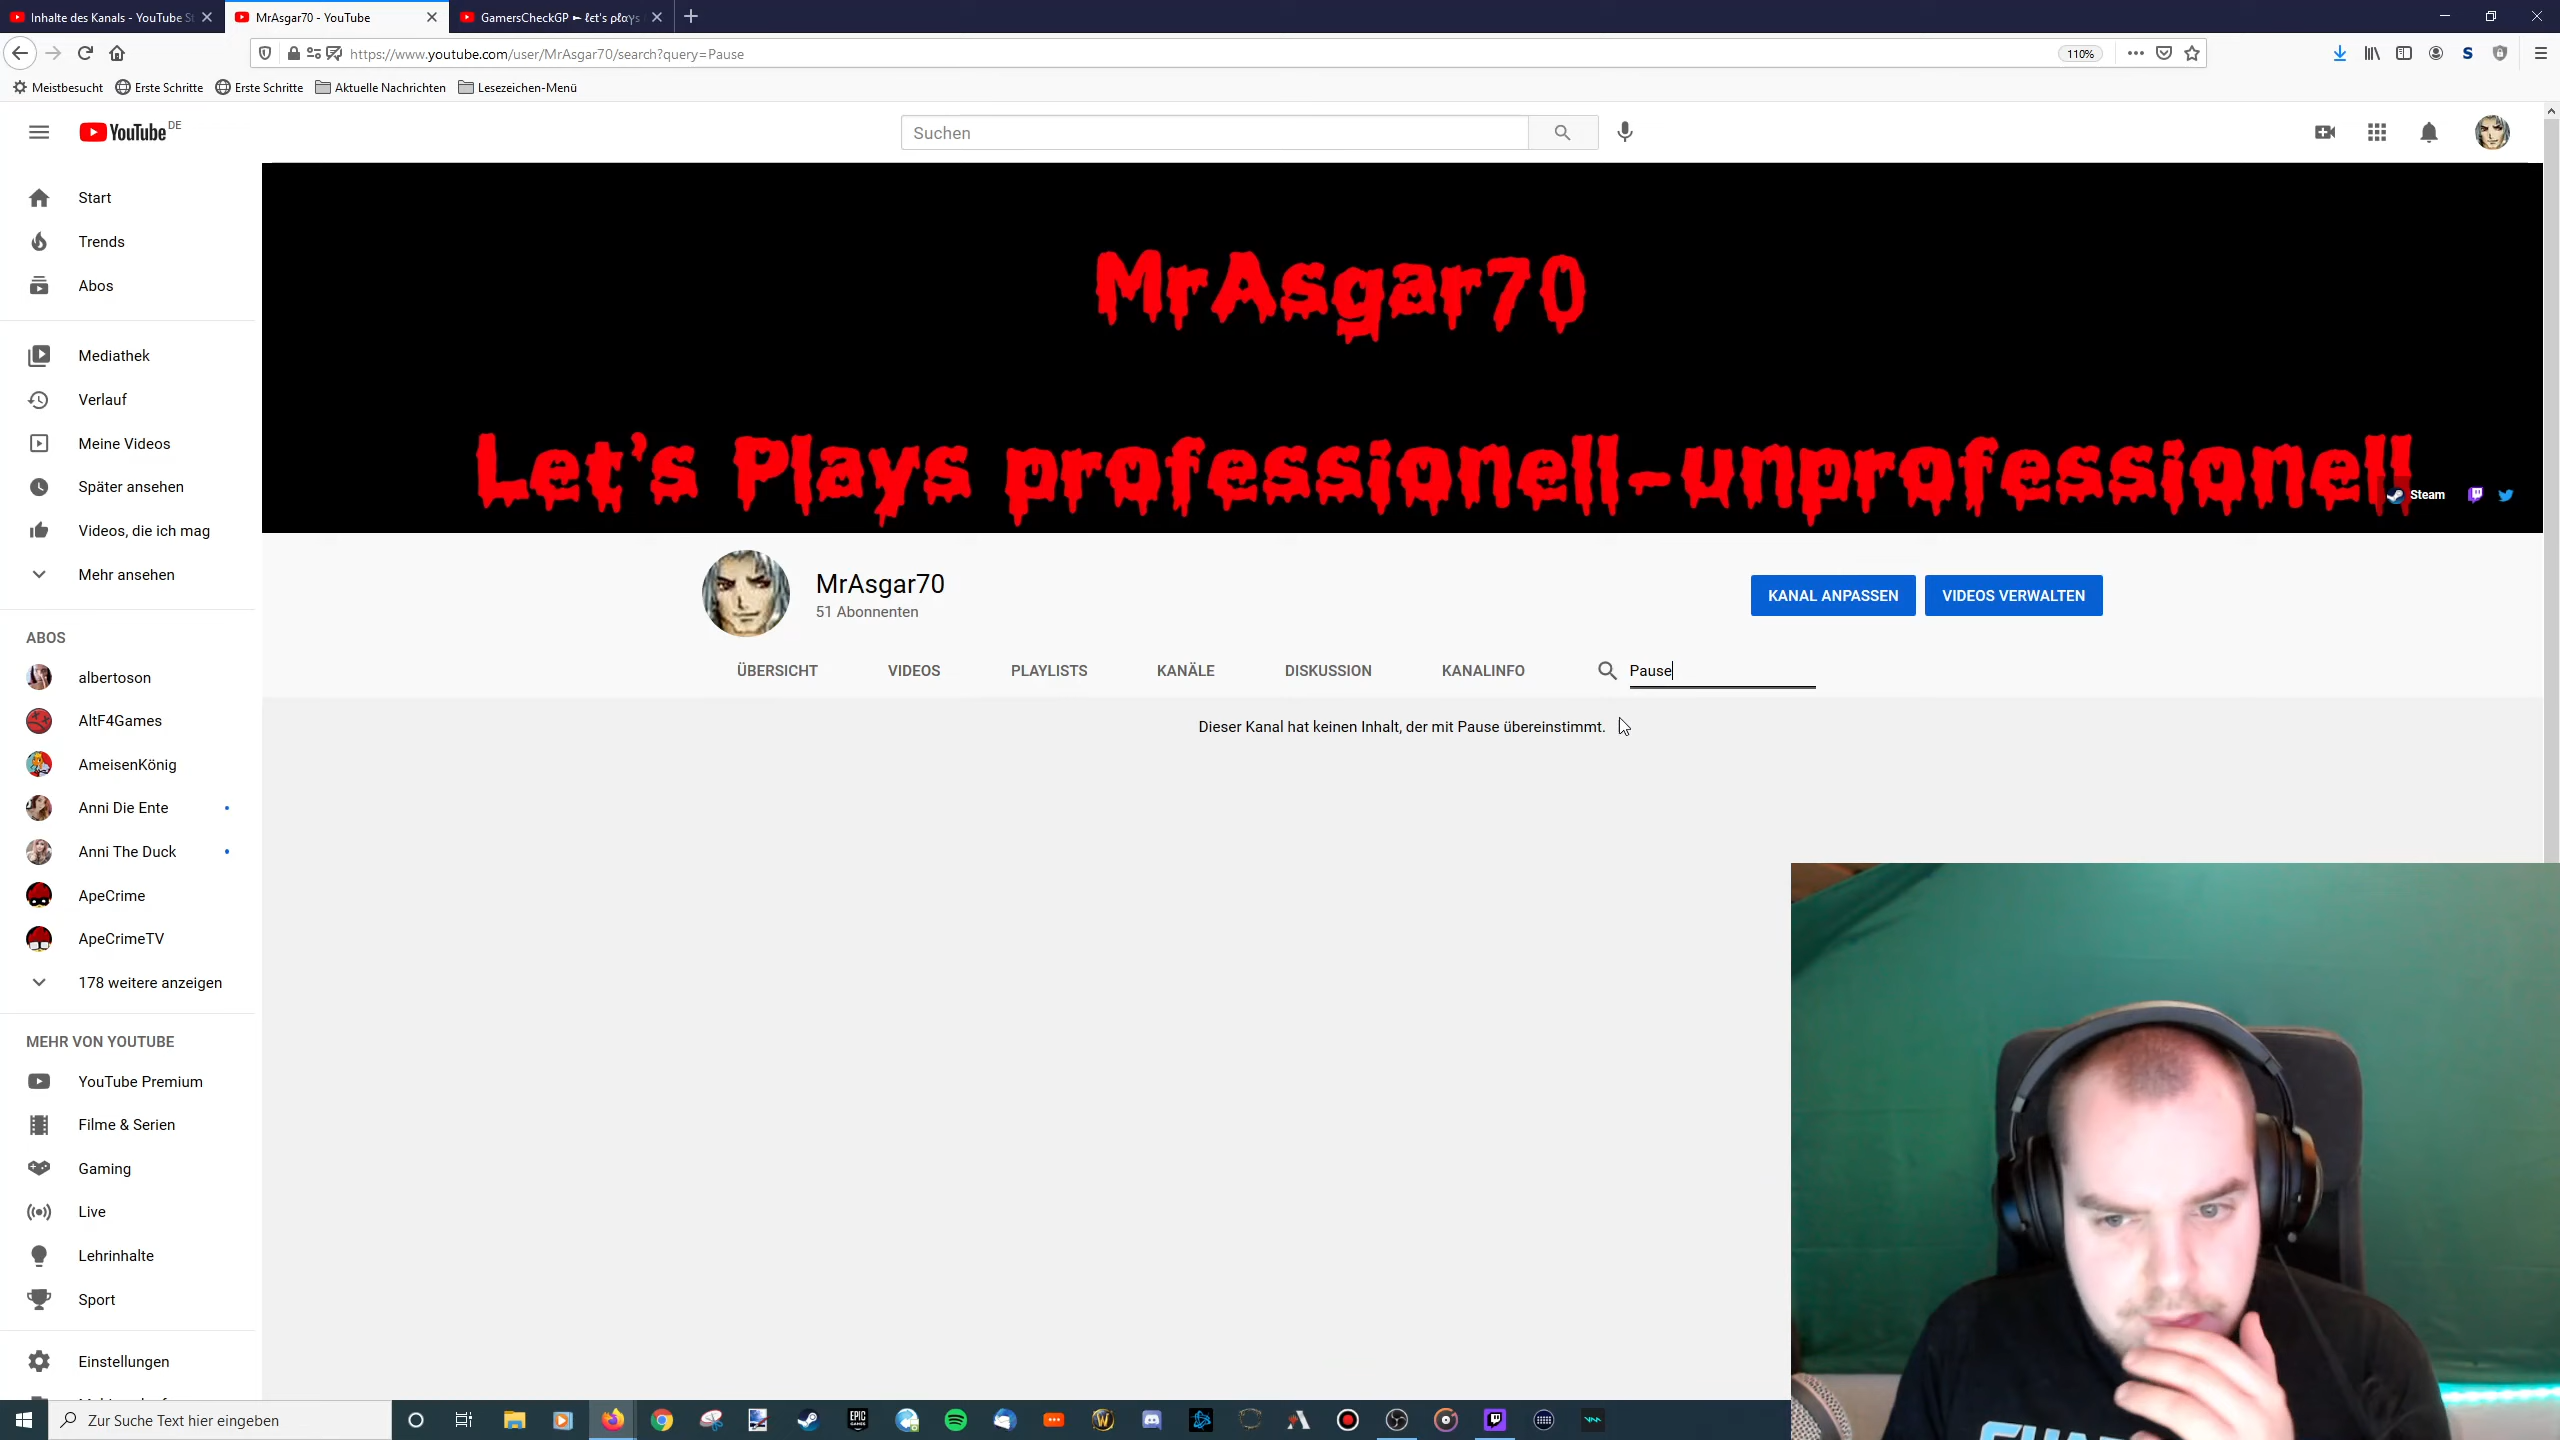 Inhalte des Kanals - YouTube St
MrAsgar70 - YouTube
GamersCheckGP
https://www.youtube.com/user/MrAsgar70/search?query=Pause
110%
Meistbesucht
Erste Schritte
Erste Schritte
Aktuelle Nachrichten
Lesezeichen-Menü
YouTube DE
Suchen
Start
Trends
Abos
Mediathek
Verlauf
Meine Videos
Später ansehen
Videos, die ich mag
Mehr ansehen
ABOS
albertoson
AltF4Games
AmeisenKönig
Anni Die Ente
Anni The Duck
ApeCrime
ApeCrimeTV
178 weitere anzeigen
MEHR VON YOUTUBE
YouTube Premium
Filme & Serien
Gaming
Live
Lehrinhalte
Sport
Einstellungen
MrAsgar70
Let's Plays professionell-unprofessionell
Steam
MrAsgar70
51 Abonnenten
KANAL ANPASSEN
VIDEOS VERWALTEN
ÜBERSICHT
VIDEOS
PLAYLISTS
KANÄLE
DISKUSSION
KANALINFO
Pause
Dieser Kanal hat keinen Inhalt, der mit Pause übereinstimmt.
Zur Suche Text hier eingeben
EPIC GAMES